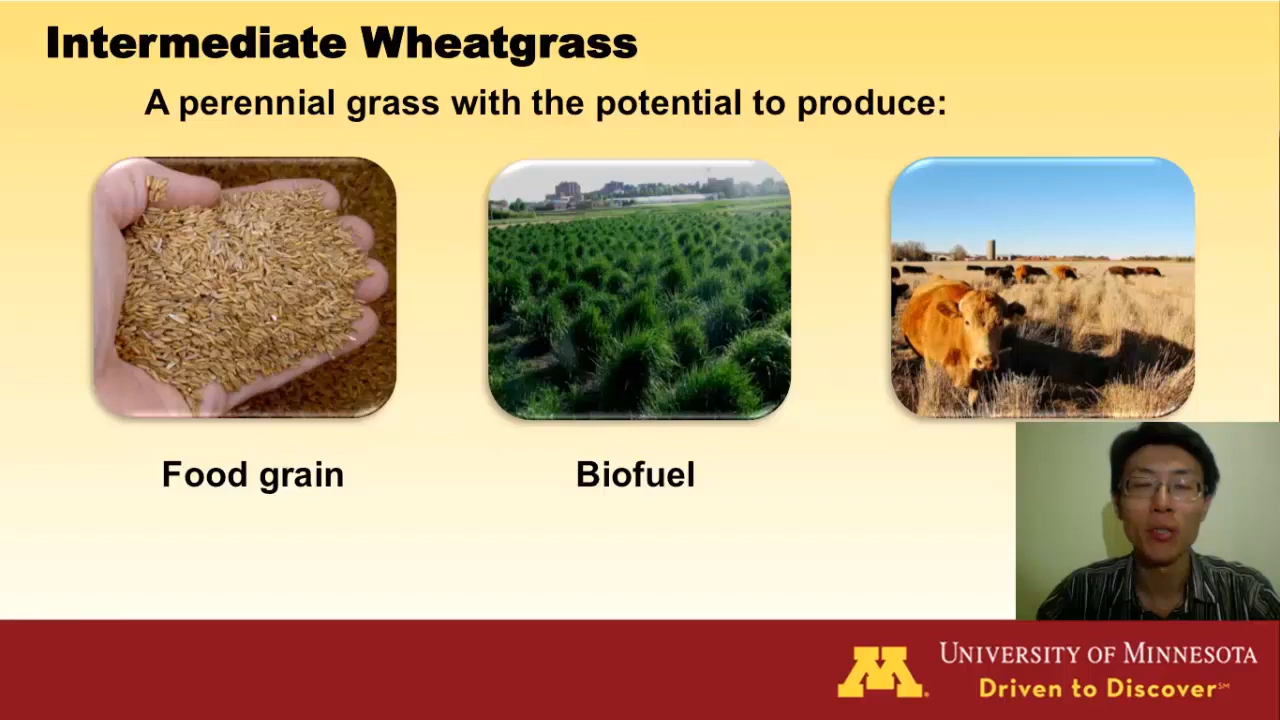 Intermediate Wheatgrass
A perennial grass with the potential to produce:
Food grain
Biofuel
M
UNIVERSITY OF MINNESOTA
Driven to Discover℠